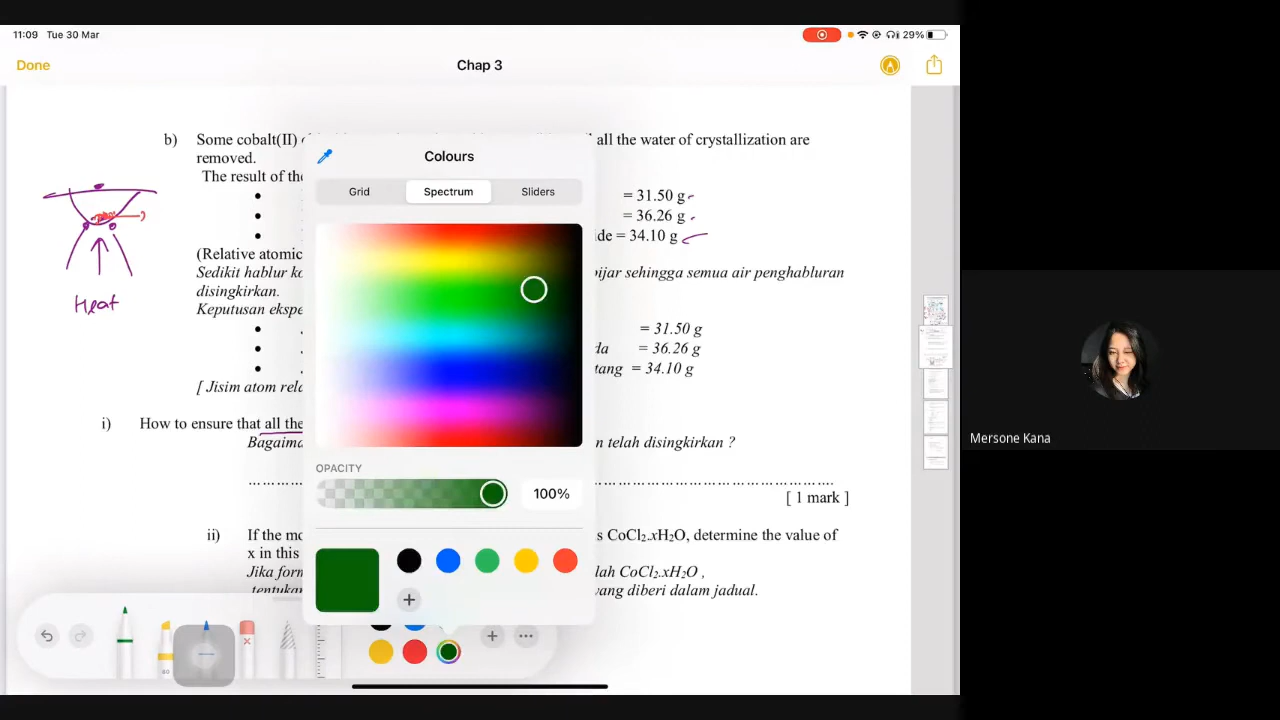 11:09 Tue 30 Mar 29%
Done Chap 3
b) Some cobalt(II) all the water of crystallization are
removed.
The result of the
• = 31.50 g
• = 36.26 g
• ide = 34.10 g
(Relative atomic
Sedikit hablur ko pijar sehingga semua air penghabluran
disingkirkan.
Keputusan ekspe
• = 31.50 g
• da = 36.26 g
• tang = 34.10 g
[ Jisim atom rela
Heat
i) How to ensure that all the
Bagaima n telah disingkirkan ?
[ 1 mark ]
ii) If the mo s CoCl₂.xH₂O, determine the value of
x in this
Jika form lah CoCl₂.xH₂O ,
tentukan yang diberi dalam jadual.
Colours
Grid Spectrum Sliders
OPACITY
100%
Mersone Kana